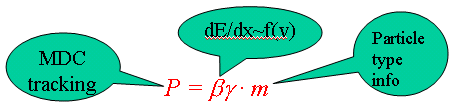 dE/dx~f(v)
MDC
tracking
Particle
type
info
P = βγ · m